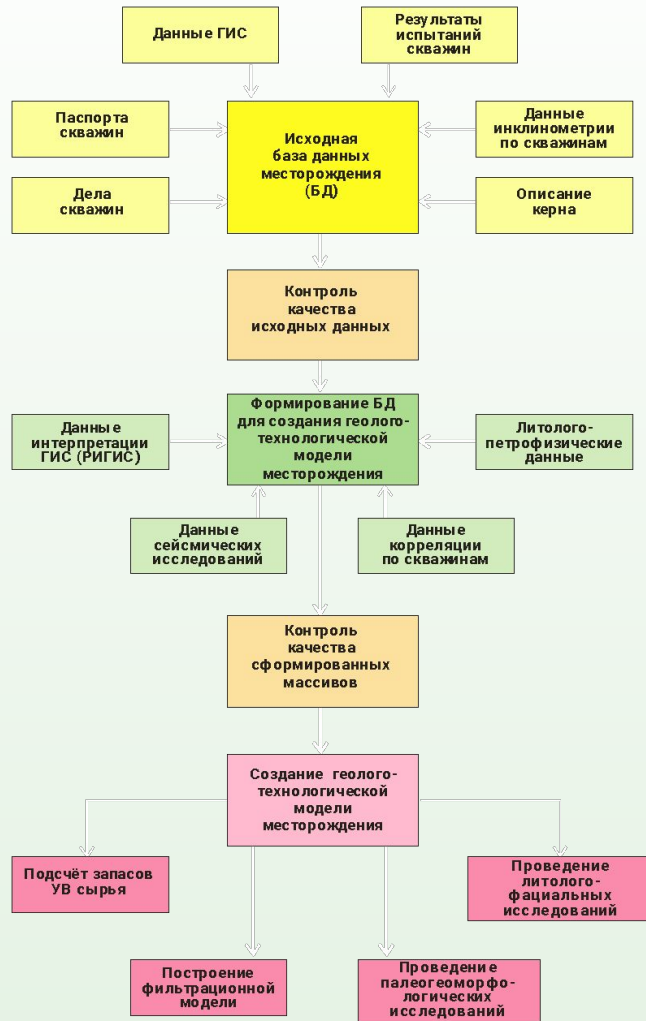 Данные ГИС
Результаты
испытаний
скважин
Паспорта
скважин
Исходная
база данных
месторождения
(БД)
Данные
инклинометрии
по скважинам
Дела
скважин
Описание
керна
Контроль
качества
исходных данных
Формирование БД
для создания геолого-
технологической
модели
месторождения
Данные
интерпретации
ГИС (РИГИС)
Литолого-
петрофизические
данные
Данные
сейсмических
исследований
Данные
корреляции
по скважинам
Контроль
качества
сформированных
массивов
Создание геолого-
технологической
модели
месторождения
Подсчёт запасов
УВ сырья
Проведение
литолого-
фациальных
исследований
Построение
фильтрационной
модели
Проведение
палеогеоморфо-
логических
исследований